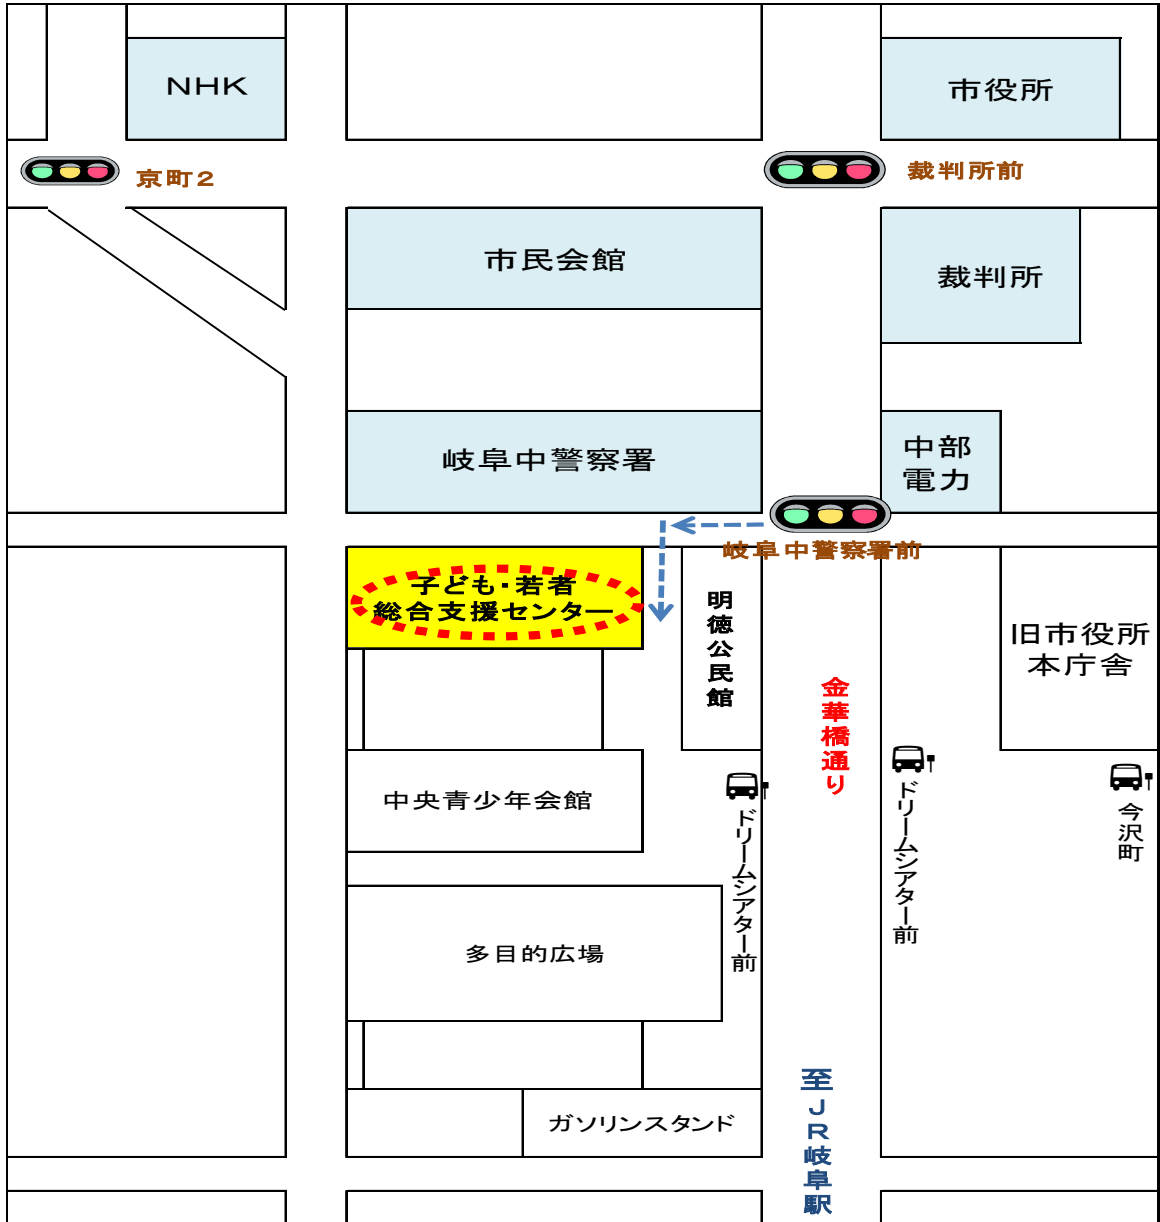 NHK
市役所
京町2
裁判所前
市民会館
裁判所
岐阜中警察署
中部
電力
岐阜中警察署前
子ども・若者
総合支援センター
明徳公民館
旧市役所
本庁舎
金華橋通り
中央青少年会館
ドリームシアター前
ドリームシアター前
今沢町
多目的広場
ガソリンスタンド
至JR岐阜駅